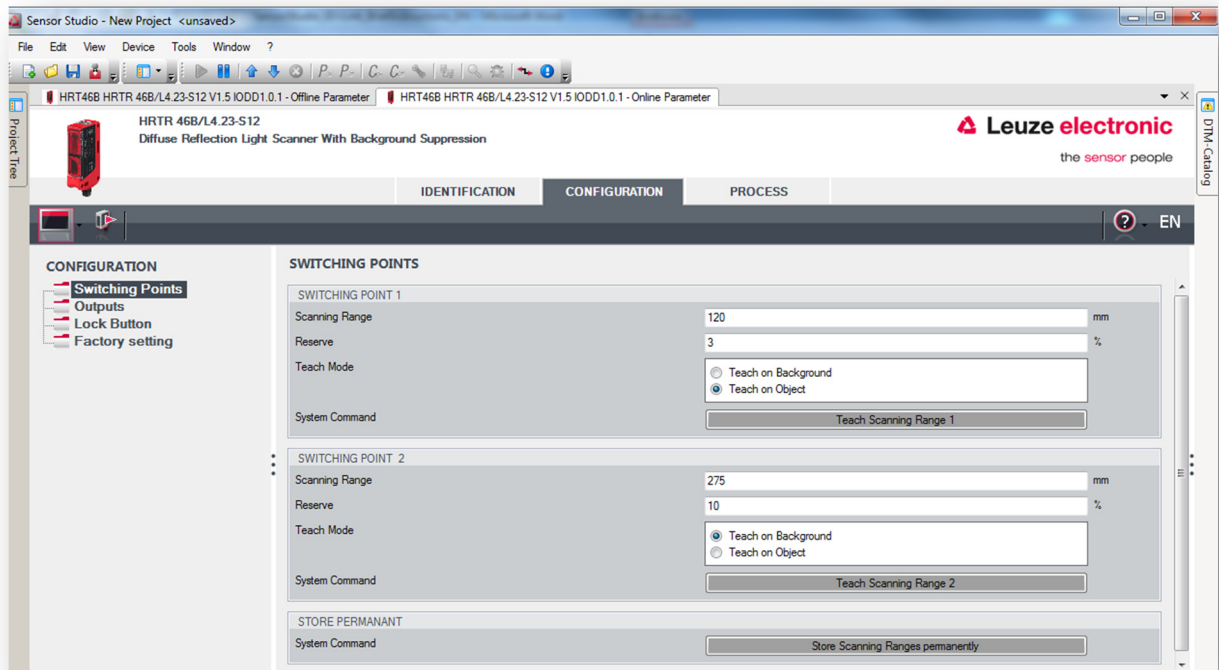 Sensor Studio - New Project <unsaved>
File Edit View Device Tools Window ?
HRT46B HRTR 46B/L4.23-S12 V1.5 IODD1.0.1 - Offline Parameter
HRT46B HRTR 46B/L4.23-S12 V1.5 IODD1.0.1 - Online Parameter
Project Tree
DTM-Catalog
HRTR 46B/L4.23-S12
Diffuse Reflection Light Scanner With Background Suppression
Leuze electronic
the sensor people
IDENTIFICATION CONFIGURATION PROCESS
? EN
CONFIGURATION
Switching Points
Outputs
Lock Button
Factory setting
SWITCHING POINTS
SWITCHING POINT 1
Scanning Range 120 mm
Reserve 3 %
Teach Mode
Teach on Background
Teach on Object
System Command Teach Scanning Range 1
SWITCHING POINT 2
Scanning Range 275 mm
Reserve 10 %
Teach Mode
Teach on Background
Teach on Object
System Command Teach Scanning Range 2
STORE PERMANANT
System Command Store Scanning Ranges permanently